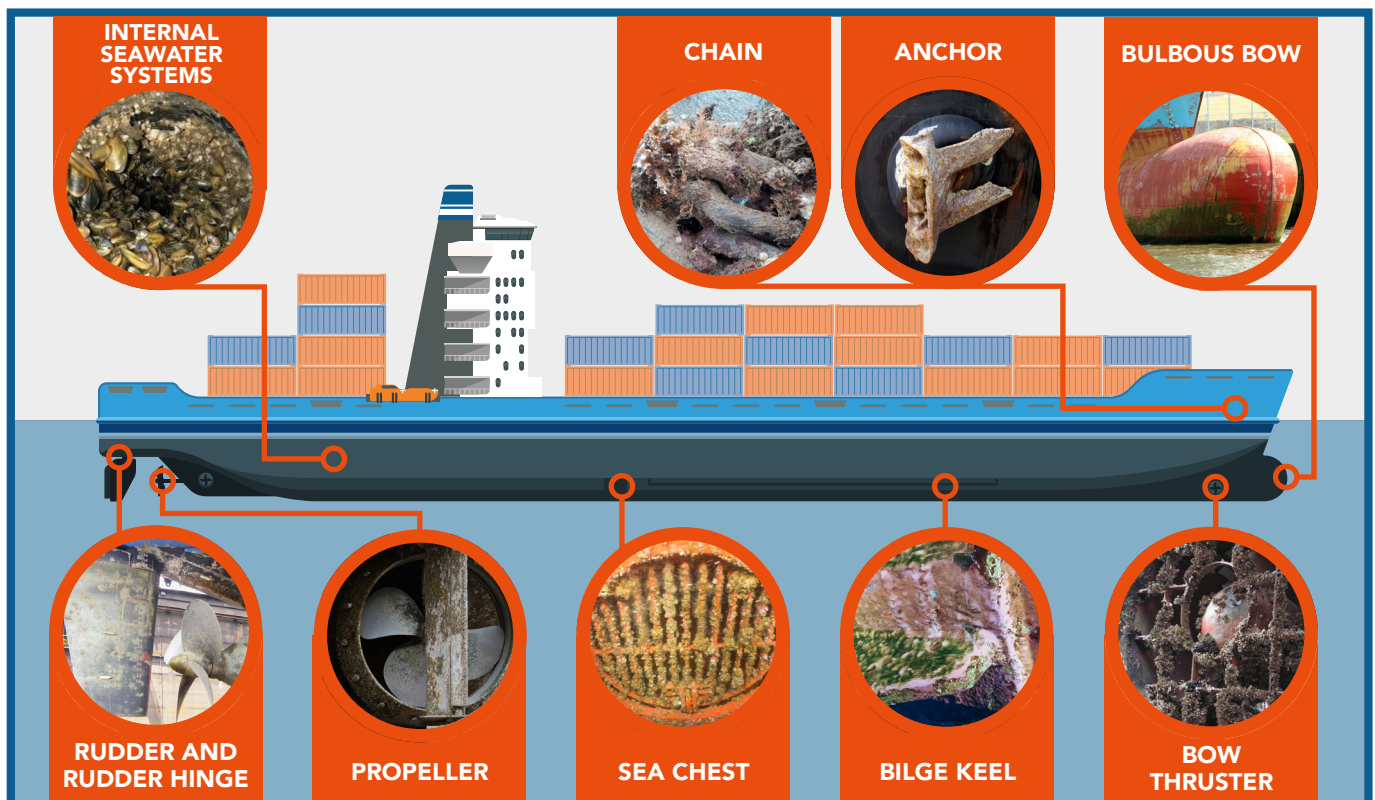 INTERNAL
SEAWATER
SYSTEMS
CHAIN
ANCHOR
BULBOUS BOW
RUDDER AND
RUDDER HINGE
PROPELLER
SEA CHEST
BILGE KEEL
BOW
THRUSTER